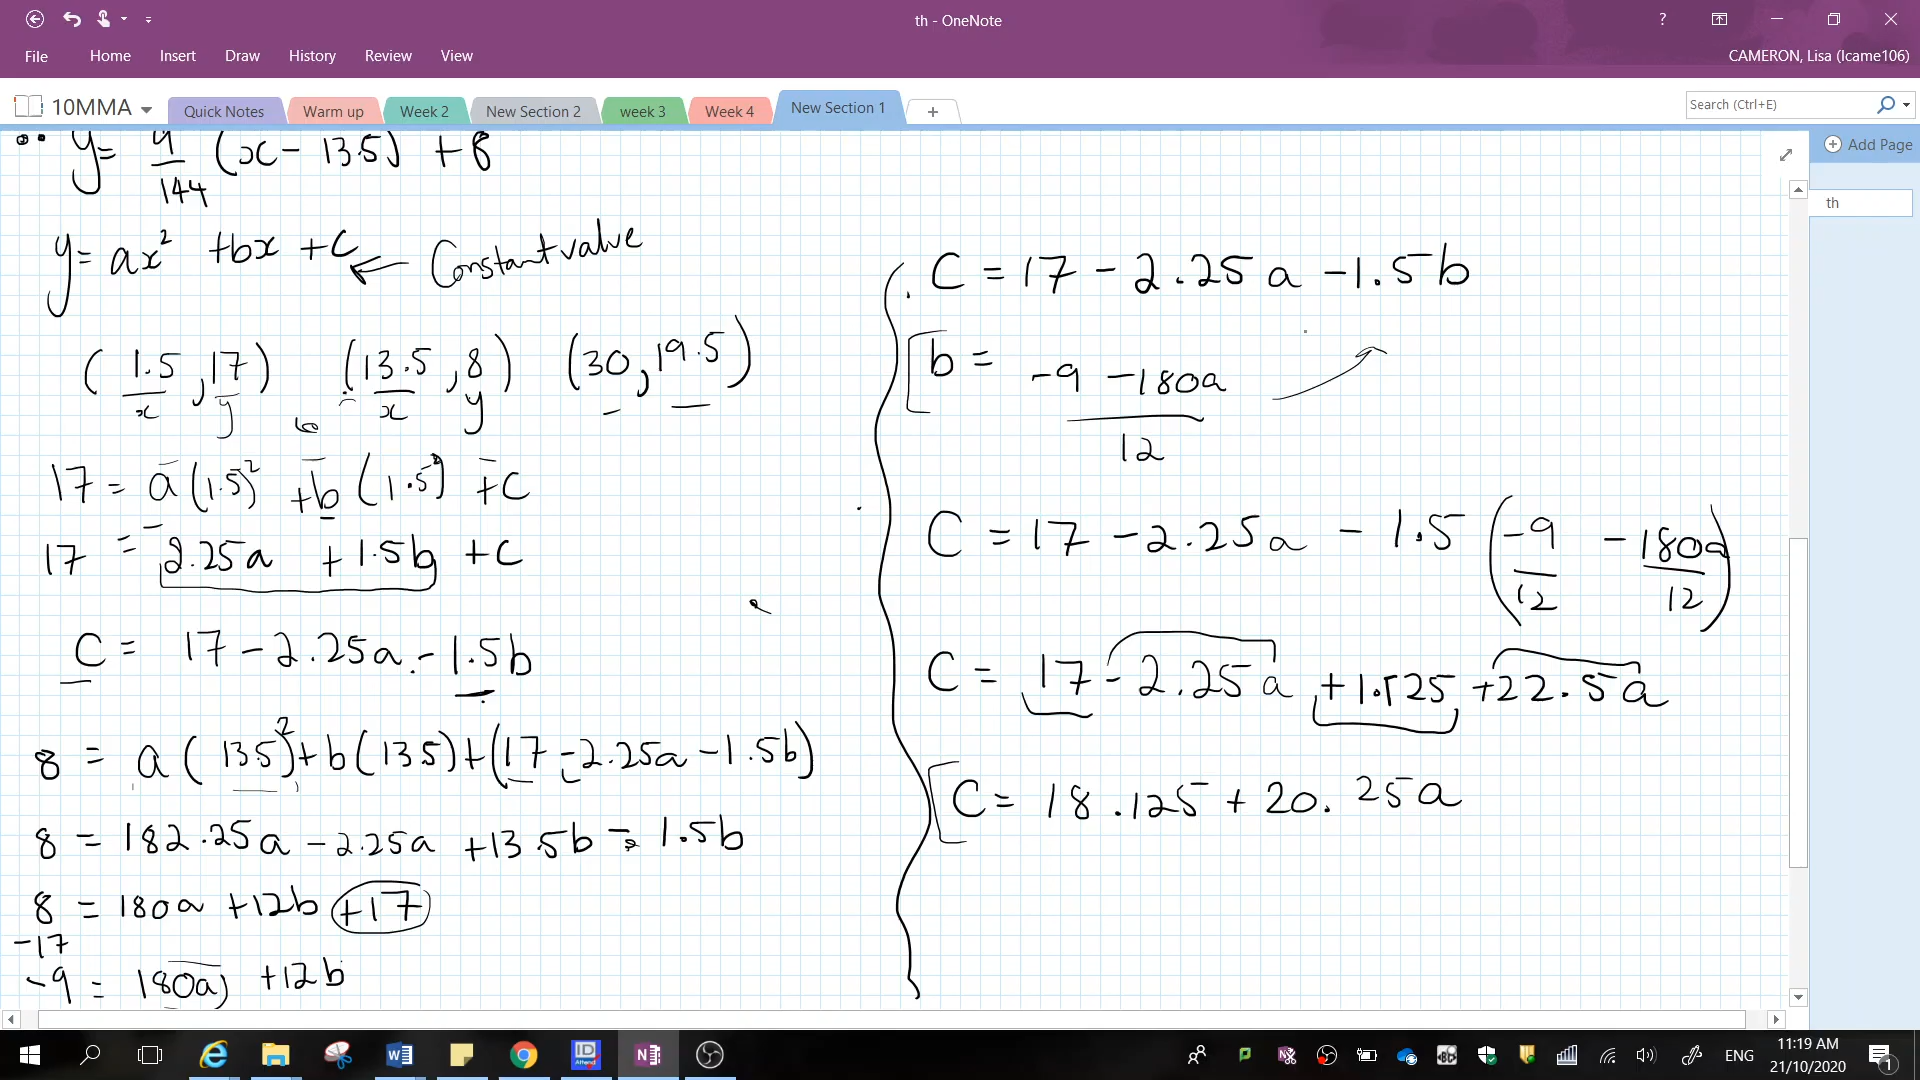 th - OneNote
?
File Home Insert Draw History Review View
CAMERON, Lisa (lcame106)
10MMA
Quick Notes Warm up Week 2 New Section 2 week 3 Week 4 New Section 1 +
Search (Ctrl+E)
Add Page
th
y= 9/144 (x - 13.5) + 8
y= ax² +bx +c ← Constant value
(1.5, 17) (13.5, 8) (30, 19.5)
x y x y
17 = a(1.5)² +b(1.5) +c
17 = 2.25a +1.5b +c
C = 17 - 2.25a - 1.5b
8 = a(13.5)² + b(13.5) + (17 - 2.25a - 1.5b)
8 = 182.25a - 2.25a +13.5b - 1.5b
8 = 180a +12b +17
-17
-9 = 180a +12b
C = 17 - 2.25a - 1.5b
b = -9 - 180a
12
C = 17 - 2.25a - 1.5 (-9/12 - 180a/12)
C = 17 - 2.25a + 1.125 + 22.5a
C = 18.125 + 20.25a
ENG
11:19 AM
21/10/2020
1